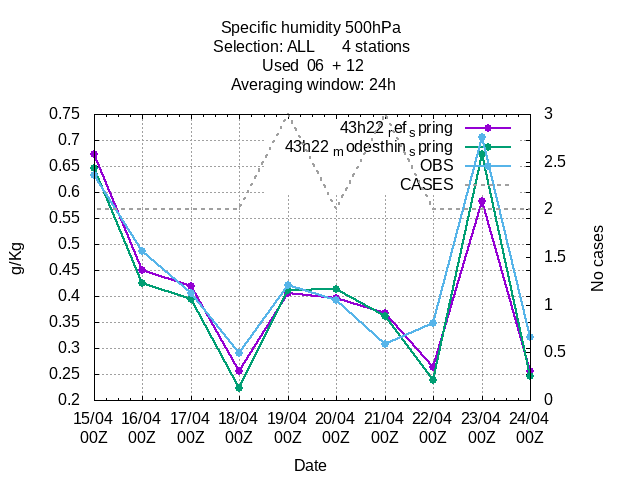 Specific humidity 500hPa
Selection: ALL      4 stations
Used  06  + 12
Averaging window: 24h
0.75
0.7
0.65
0.6
0.55
0.5
0.45
0.4
0.35
0.3
0.25
0.2
g/Kg
43h22 refspring
43h22 modesthinspring
OBS
CASES
3
2.5
2
1.5
1
0.5
0
No cases
15/04 16/04 17/04 18/04 19/04 20/04 21/04 22/04 23/04 24/04
00Z 00Z 00Z 00Z 00Z 00Z 00Z 00Z 00Z 00Z
Date